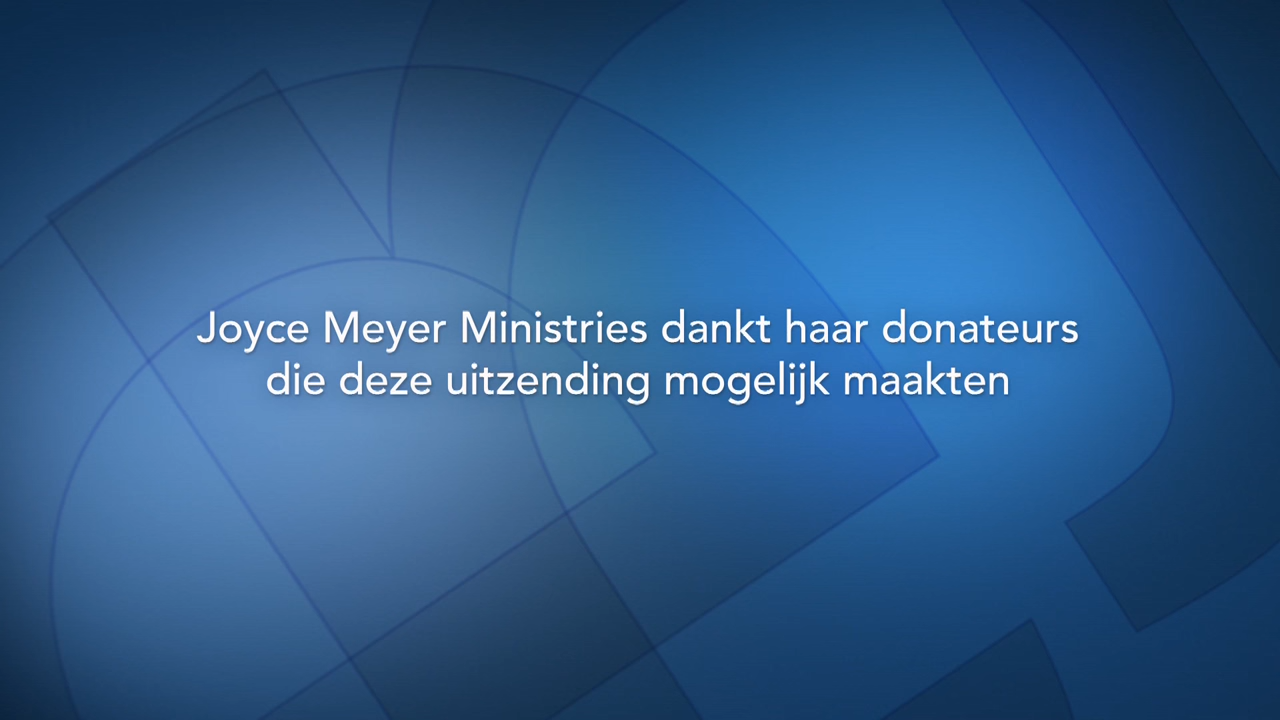 Joyce Meyer Ministries dankt haar donateurs
die deze uitzending mogelijk maakten